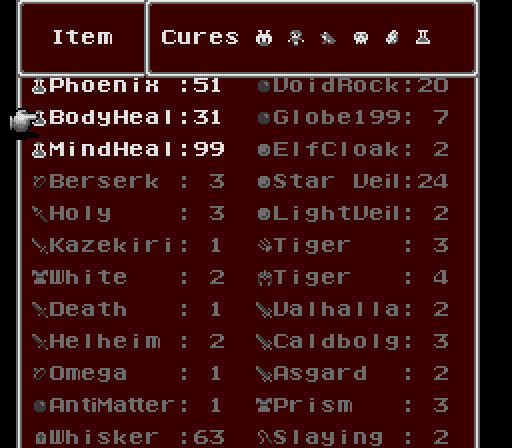 Item Cures
Phoenix :51 VoidRock:20
BodyHeal:31 Globe199: 7
MindHeal:99 ElfCloak: 2
Berserk : 3 Star Veil:24
Holy : 3 LightVeil: 2
Kazekiri: 1 Tiger : 3
White : 2 Tiger : 4
Death : 1 Valhalla: 2
Helheim : 2 Caldbolg: 3
Omega : 1 Asgard : 2
AntiMatter: 1 Prism : 3
Whisker :63 Slaying : 2